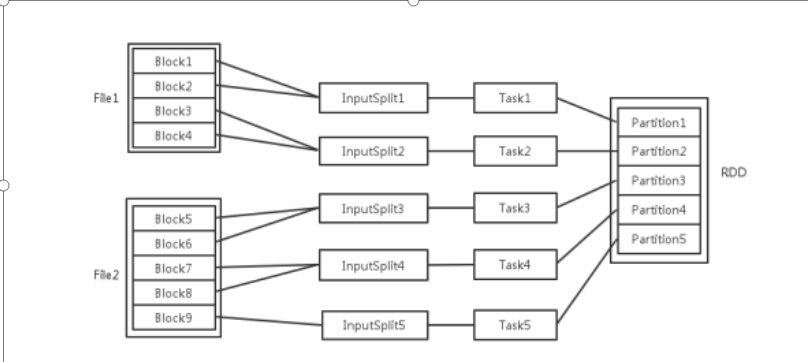 File1
Block1
Block2
Block3
Block4
File2
Block5
Block6
Block7
Block8
Block9
InputSplit1
InputSplit2
InputSplit3
InputSplit4
InputSplit5
Task1
Task2
Task3
Task4
Task5
Partition1
Partition2
Partition3
Partition4
Partition5
RDD